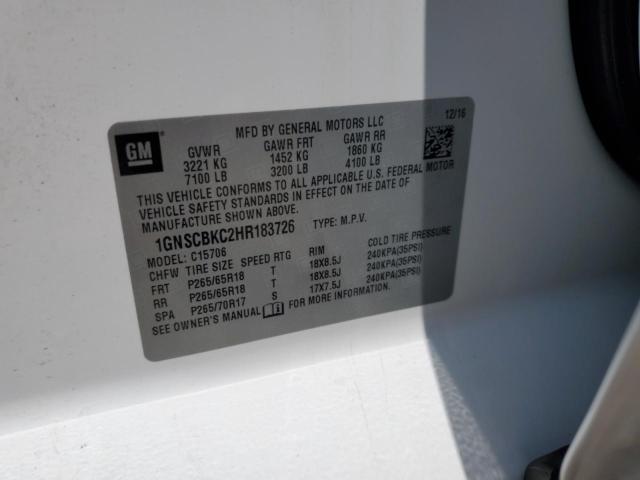 MFD BY GENERAL MOTORS LLC 12/16
GM
GVWR GAWR FRT GAWR RR
3221 KG 1452 KG 1860 KG
7100 LB 3200 LB 4100 LB
THIS VEHICLE CONFORMS TO ALL APPLICABLE U.S. FEDERAL MOTOR
VEHICLE SAFETY STANDARDS IN EFFECT ON THE DATE OF
MANUFACTURE SHOWN ABOVE.
1GNSCBKC2HR183726 TYPE: M.P.V.
MODEL: C15706
CHFW TIRE SIZE SPEED RTG RIM COLD TIRE PRESSURE
FRT P265/65R18 T 18X8.5J 240KPA(35PSI)
RR P265/65R18 T 18X8.5J 240KPA(35PSI)
SPA P265/70R17 S 17X7.5J 240KPA(35PSI)
SEE OWNER'S MANUAL FOR MORE INFORMATION.